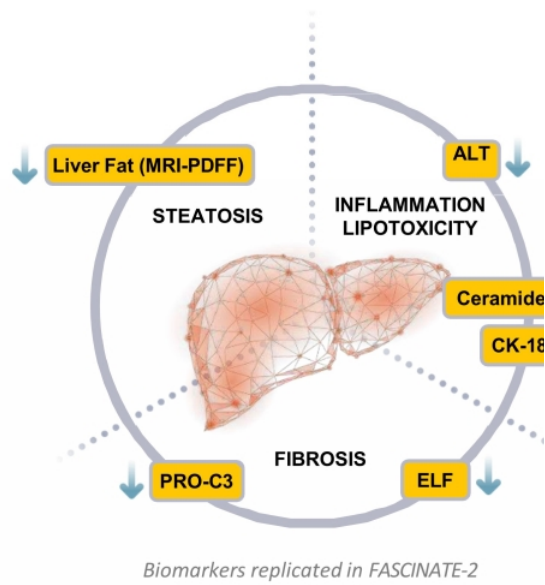 Liver Fat (MRI-PDFF)
ALT
STEATOSIS
INFLAMMATION
LIPOTOXICITY
Ceramide
CK-18
FIBROSIS
PRO-C3
ELF
Biomarkers replicated in FASCINATE-2